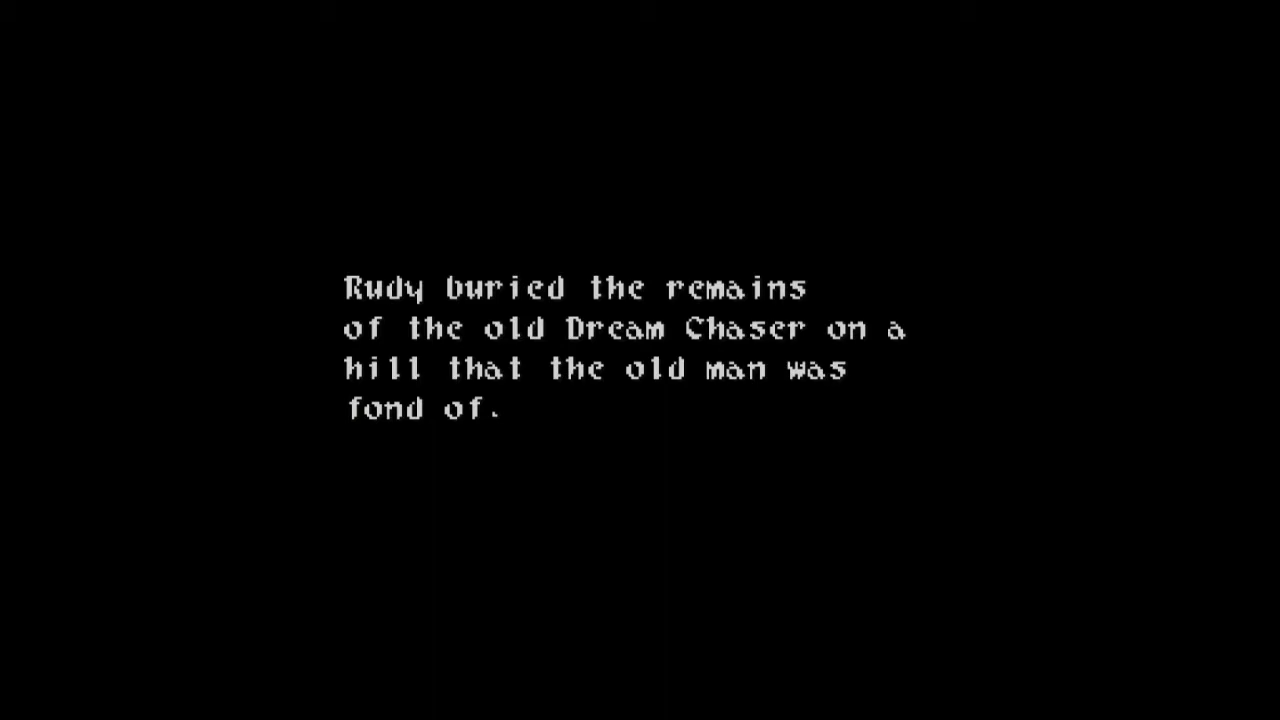 Rudy buried the remains
of the old Dream Chaser on a
hill that the old man was
fond of.